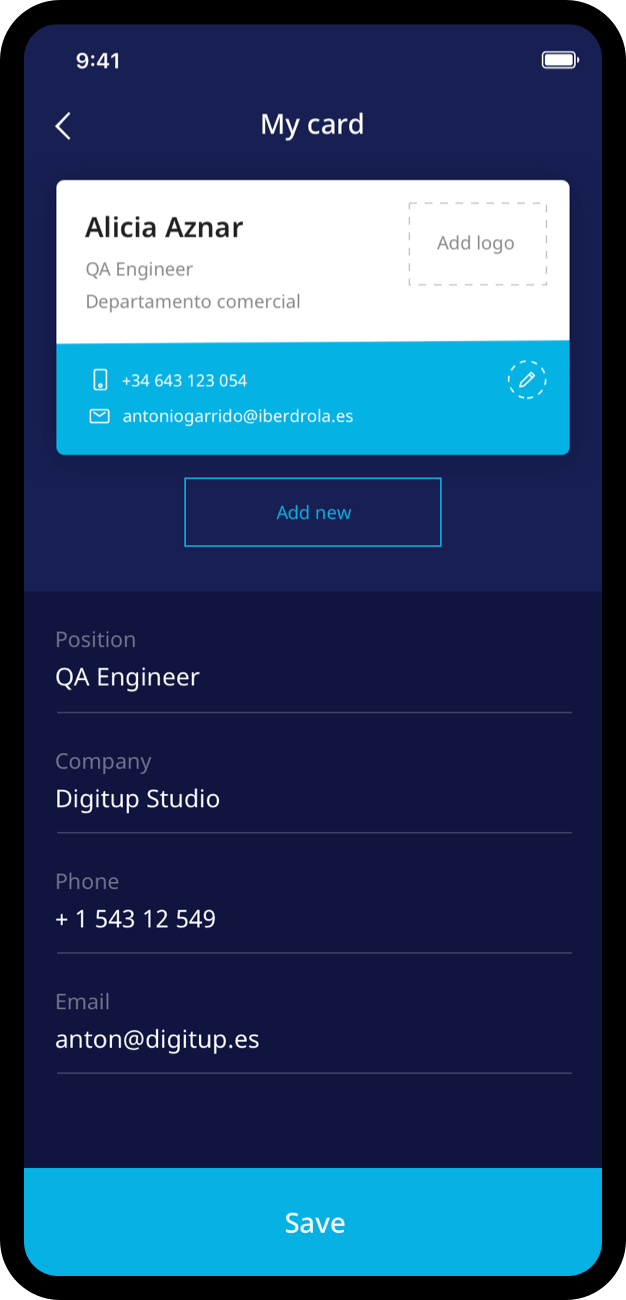 9:41
My card
Alicia Aznar
Add logo
QA Engineer
Departamento comercial
+34 643 123 054
antoniogarrido@iberdrola.es
Add new
Position
QA Engineer
Company
Digitup Studio
Phone
+ 1 543 12 549
Email
anton@digitup.es
Save